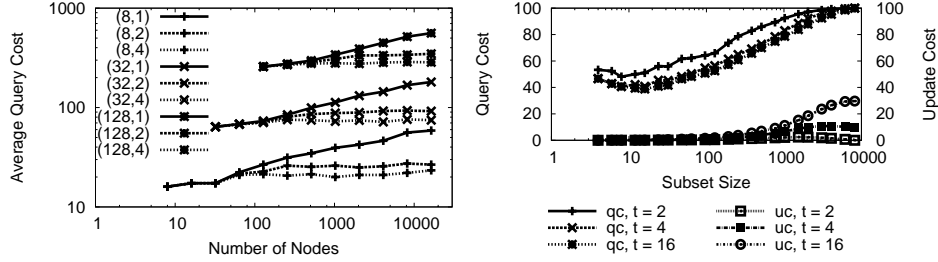 1000
100
10
Average Query Cost
(8,1)
(8,2)
(8,4)
(32,1)
(32,2)
(32,4)
(128,1)
(128,2)
(128,4)
1 10 100 1000 10000
Number of Nodes
100
80
60
40
20
0
Query Cost
100
80
60
40
20
0
Update Cost
1 10 100 1000 10000
Subset Size
qc, t = 2 uc, t = 2
qc, t = 4 uc, t = 4
qc, t = 16 uc, t = 16